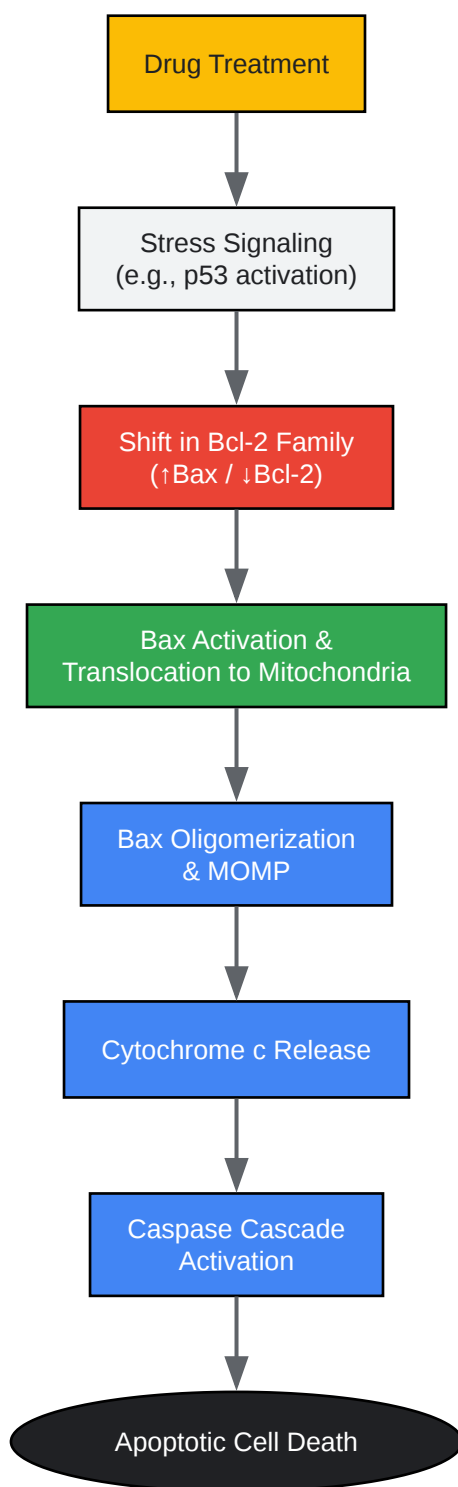 Drug Treatment
Stress Signaling
(e.g., p53 activation)
Shift in Bcl-2 Family
(↑Bax / ↓Bcl-2)
Bax Activation &
Translocation to Mitochondria
Bax Oligomerization
& MOMP
Cytochrome c Release
Caspase Cascade
Activation
Apoptotic Cell Death